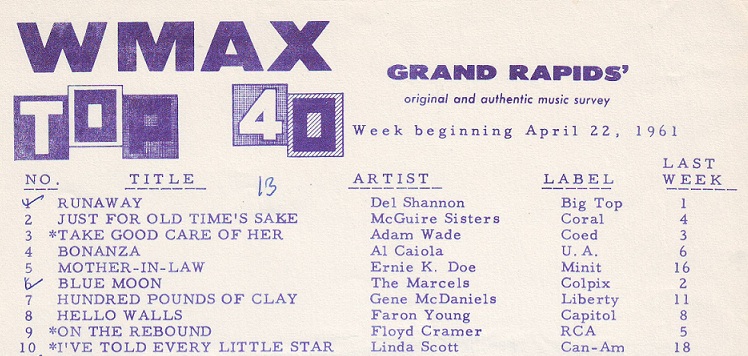 WMAX
GRAND RAPIDS'
TOP 40
original and authentic music survey
Week beginning April 22, 1961
NO. TITLE ARTIST LABEL LAST WEEK
13
RUNAWAY Del Shannon Big Top 1
2 JUST FOR OLD TIME'S SAKE McGuire Sisters Coral 4
3 *TAKE GOOD CARE OF HER Adam Wade Coed 3
4 BONANZA Al Caiola U.A. 6
5 MOTHER-IN-LAW Ernie K. Doe Minit 16
6 BLUE MOON The Marcels Colpix 2
7 HUNDRED POUNDS OF CLAY Gene McDaniels Liberty 11
8 HELLO WALLS Faron Young Capitol 8
9 *ON THE REBOUND Floyd Cramer RCA 5
10 *I'VE TOLD EVERY LITTLE STAR Linda Scott Can-Am 18